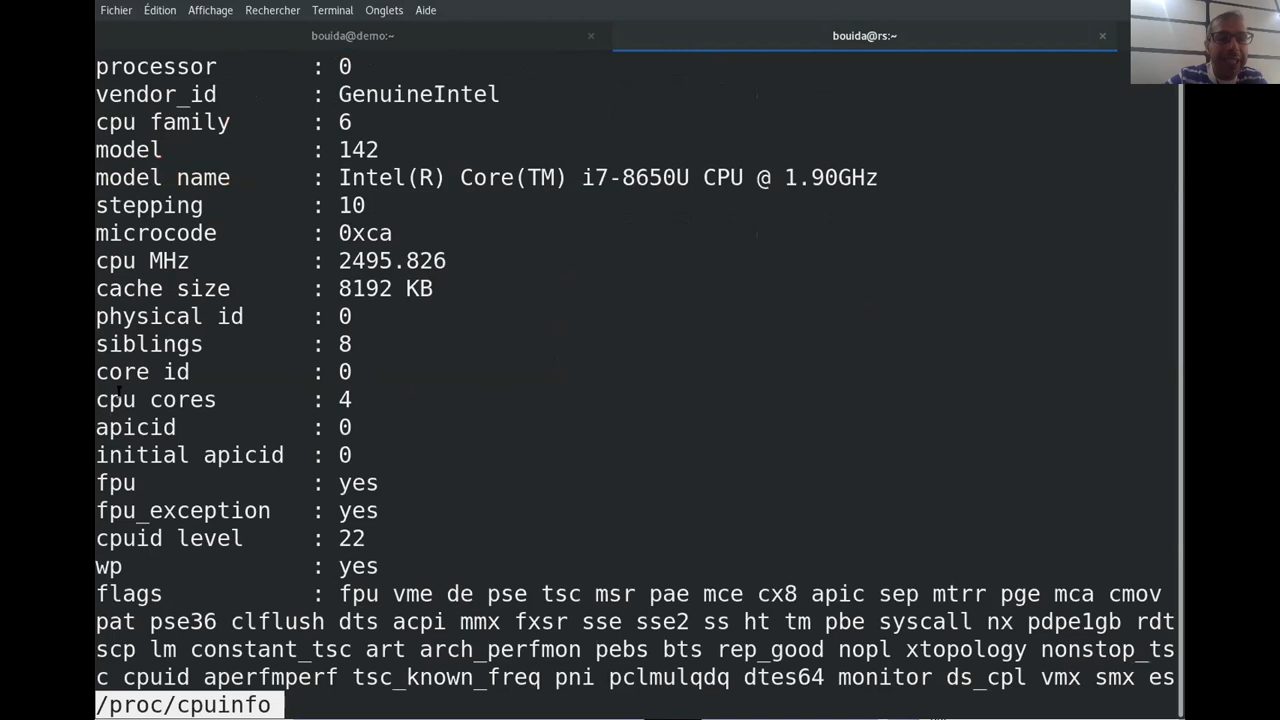 Fichier Édition Affichage Rechercher Terminal Onglets Aide
bouida@demo:~ × bouida@rs:~ ×
processor : 0
vendor_id : GenuineIntel
cpu family : 6
model : 142
model name : Intel(R) Core(TM) i7-8650U CPU @ 1.90GHz
stepping : 10
microcode : 0xca
cpu MHz : 2495.826
cache size : 8192 KB
physical id : 0
siblings : 8
core id : 0
cpu cores : 4
apicid : 0
initial apicid : 0
fpu : yes
fpu_exception : yes
cpuid level : 22
wp : yes
flags : fpu vme de pse tsc msr pae mce cx8 apic sep mtrr pge mca cmov
pat pse36 clflush dts acpi mmx fxsr sse sse2 ss ht tm pbe syscall nx pdpe1gb rdt
scp lm constant_tsc art arch_perfmon pebs bts rep_good nopl xtopology nonstop_ts
c cpuid aperfmperf tsc_known_freq pni pclmulqdq dtes64 monitor ds_cpl vmx smx es
/proc/cpuinfo